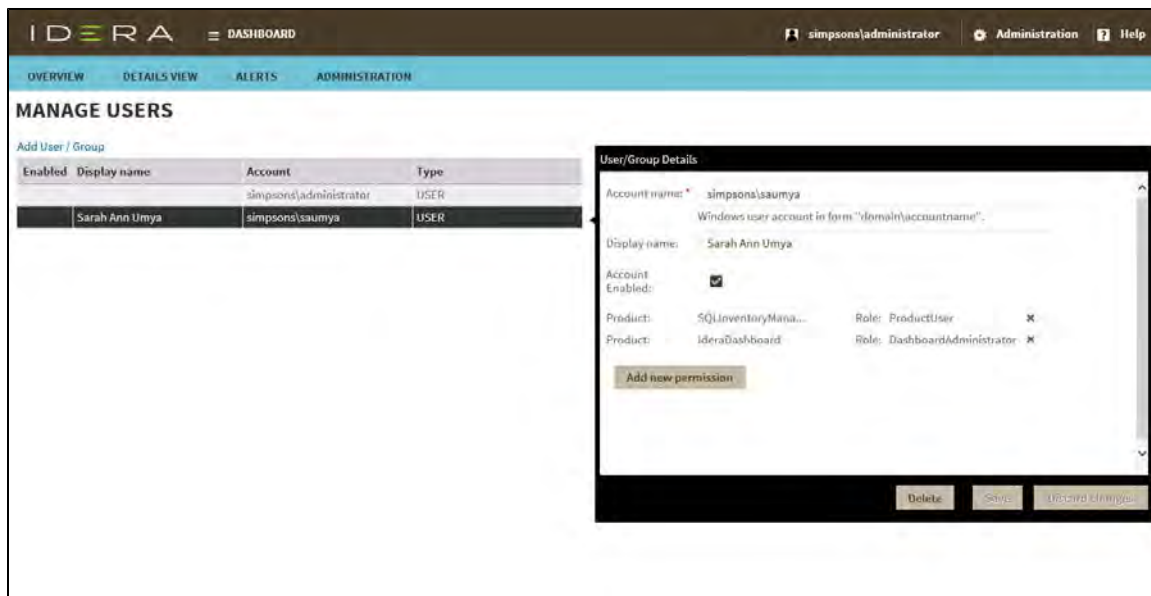 IDERA DASHBOARD simpsons\administrator Administration ? Help
OVERVIEW DETAILS VIEW ALERTS ADMINISTRATION
MANAGE USERS
Add User / Group
Enabled Display name Account Type
simpsons\administrator USER
Sarah Ann Umya simpsons\saumya USER
User/Group Details
Account name:* simpsons\saumya
Windows user account in form "domain\accountname".
Display name: Sarah Ann Umya
Account
Enabled:
Product: SQLInventoryMana... Role: ProductUser
Product: IderaDashboard Role: DashboardAdministrator
Add new permission
Delete Save Discard changes